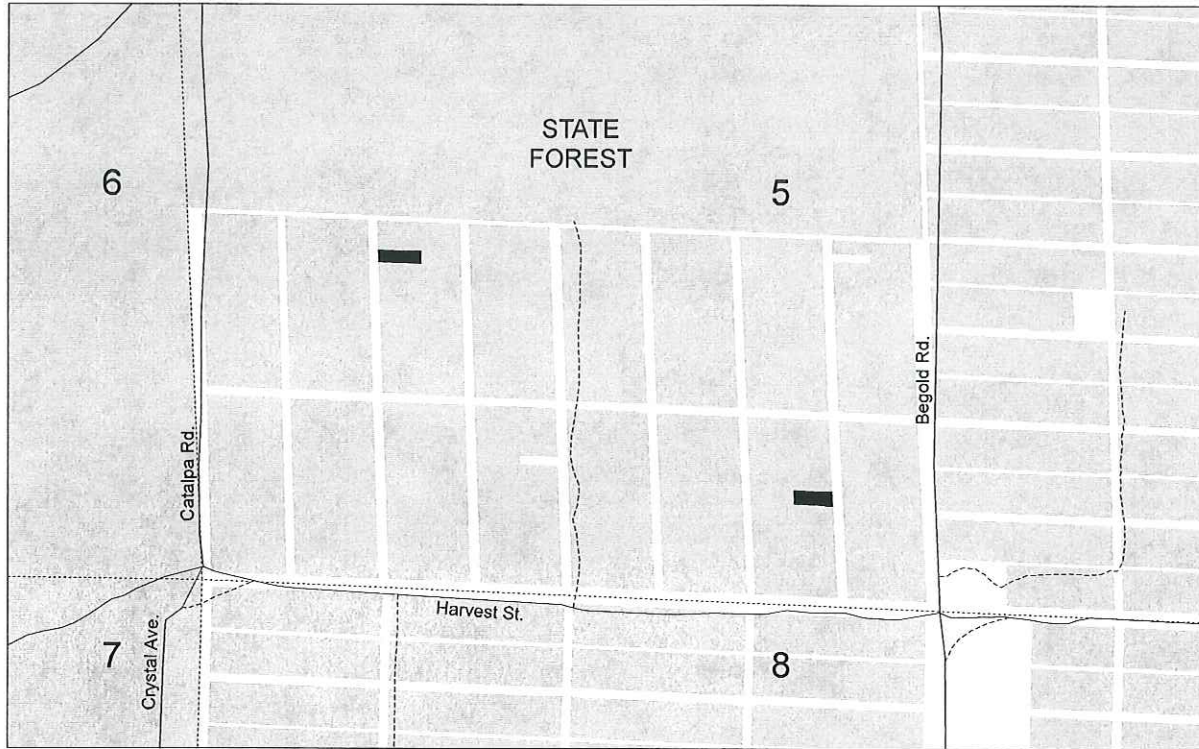 STATE
FOREST
6
5
Begold Rd.
Catalpa Rd.
Harvest St.
Crystal Ave.
7
8